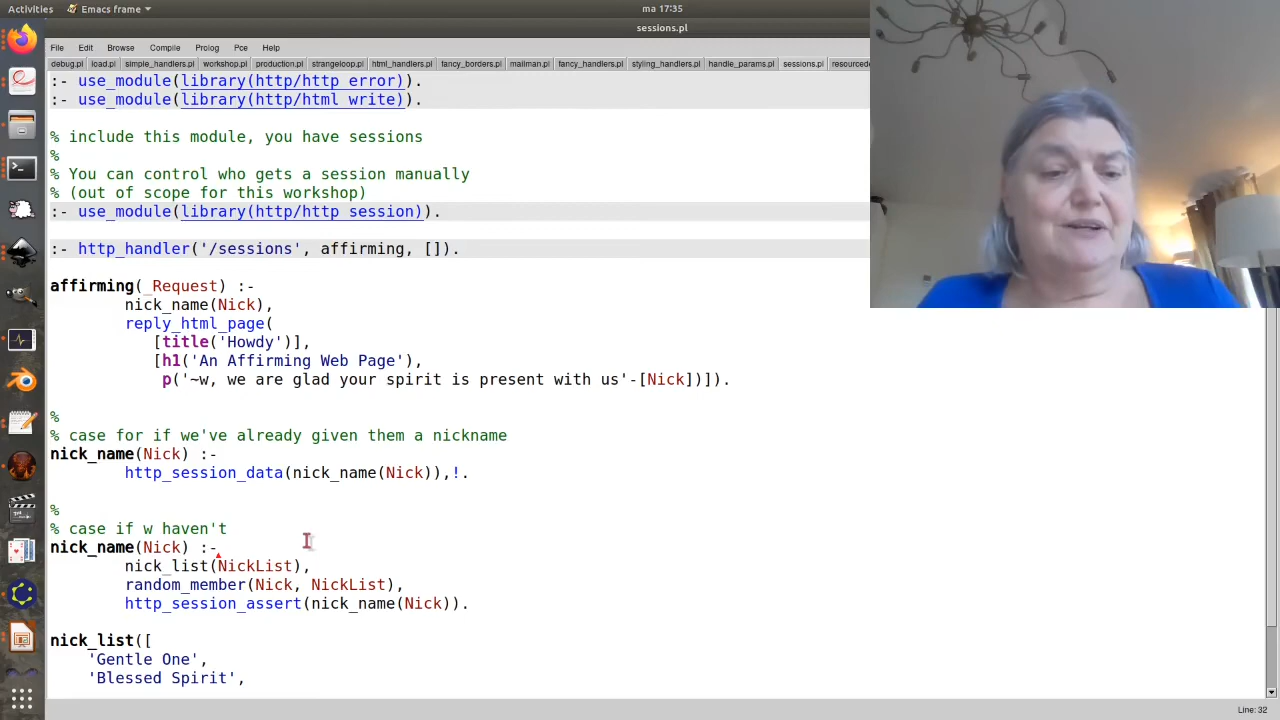 Activities
Emacs frame
ma 17:35
sessions.pl
File Edit Browse Compile Prolog Pce Help
debug.pl load.pl simple_handlers.pl workshop.pl production.pl strangeloop.pl html_handlers.pl fancy_borders.pl mailman.pl fancy_handlers.pl styling_handlers.pl handle_params.pl sessions.pl
:- use_module(library(http/http_error)).
:- use_module(library(http/html_write)).
% include this module, you have sessions
%
% You can control who gets a session manually
% (out of scope for this workshop)
:- use_module(library(http/http_session)).
:- http_handler('/sessions', affirming, []).
affirming(_Request) :-
nick_name(Nick),
reply_html_page(
[title('Howdy')],
[h1('An Affirming Web Page'),
p('~w, we are glad your spirit is present with us'-[Nick])]).
%
% case for if we've already given them a nickname
nick_name(Nick) :-
http_session_data(nick_name(Nick)),!.
%
% case if w haven't
nick_name(Nick) :-
nick_list(NickList),
random_member(Nick, NickList),
http_session_assert(nick_name(Nick)).
nick_list([
'Gentle One',
'Blessed Spirit',
Line: 32